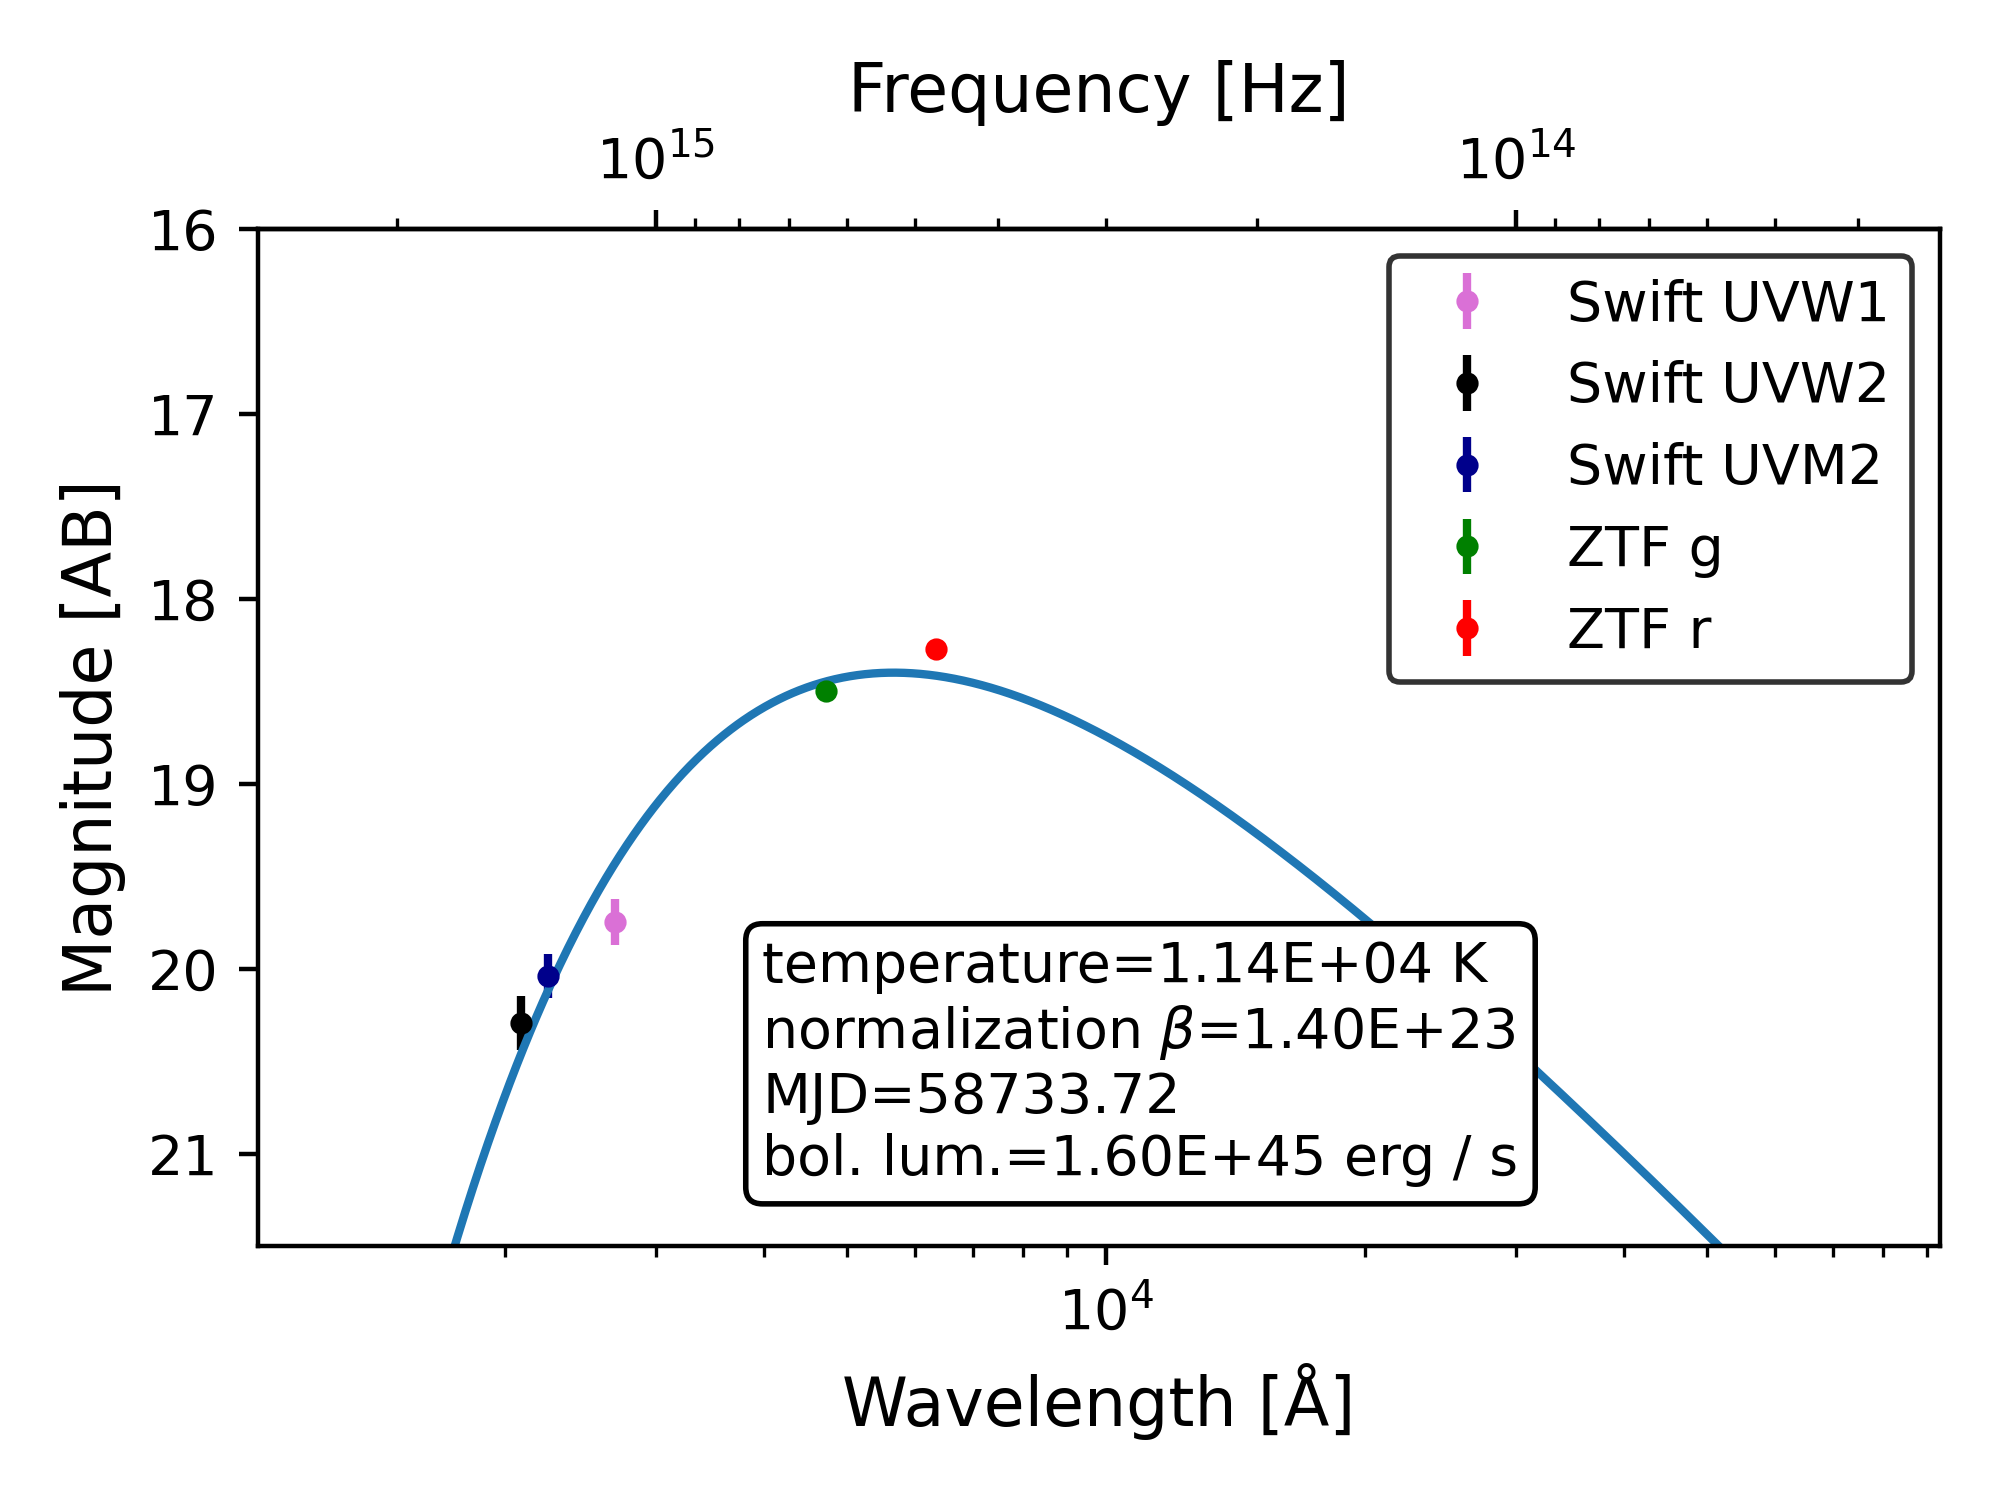 Frequency [Hz]
10^15 10^14
16
17
18
19
20
21
Magnitude [AB]
Swift UVW1
Swift UVW2
Swift UVM2
ZTF g
ZTF r
temperature=1.14E+04 K
normalization β=1.40E+23
MJD=58733.72
bol. lum.=1.60E+45 erg / s
10^4
Wavelength [Å]